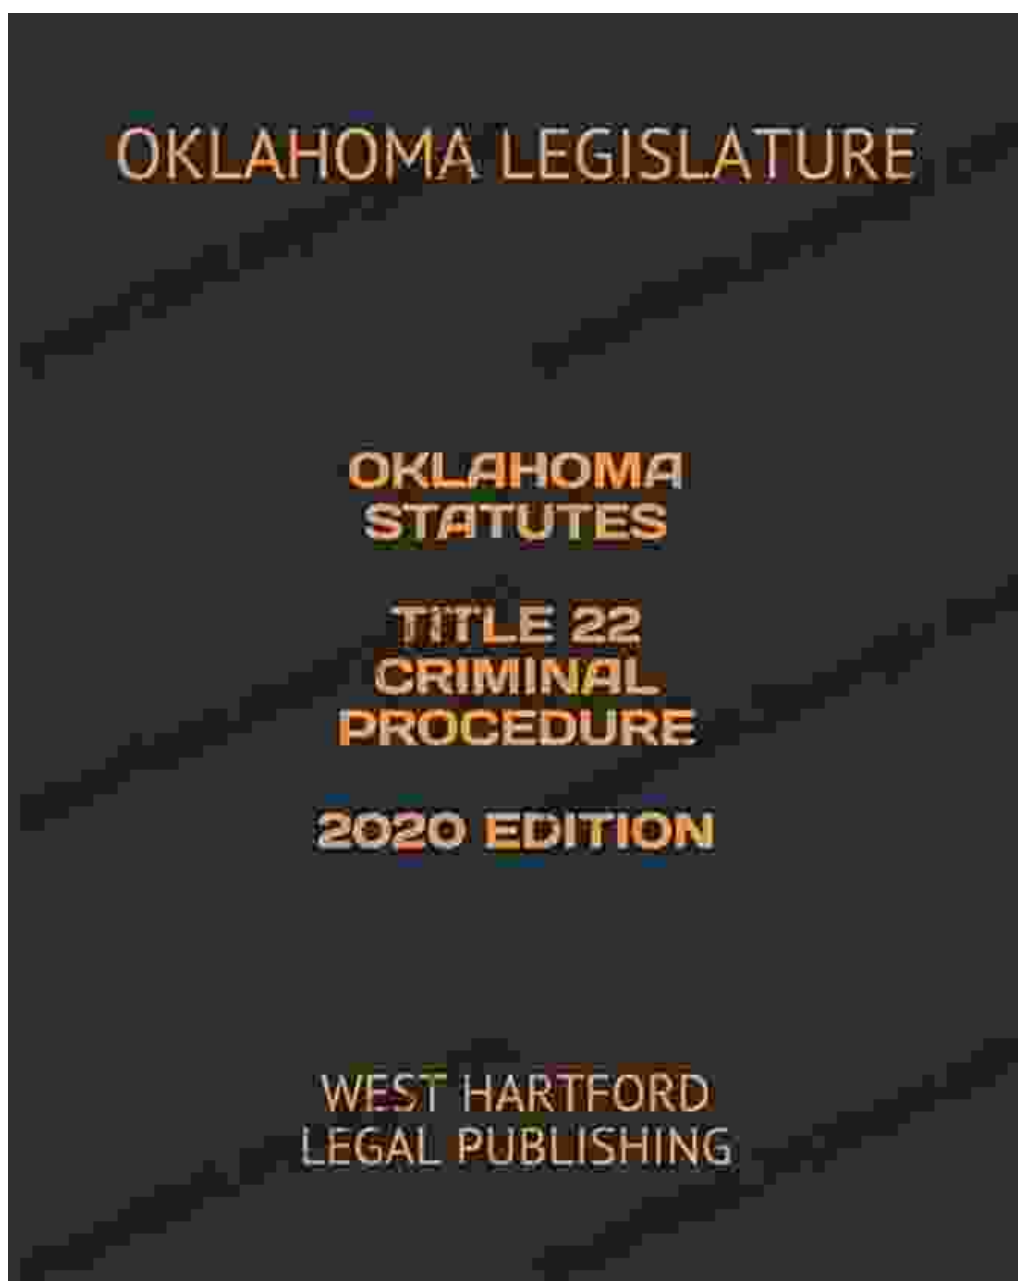 OKLAHOMA LEGISLATURE
OKLAHOMA
STATUTES
TITLE 22
CRIMINAL
PROCEDURE
2020 EDITION
WEST HARTFORD
LEGAL PUBLISHING